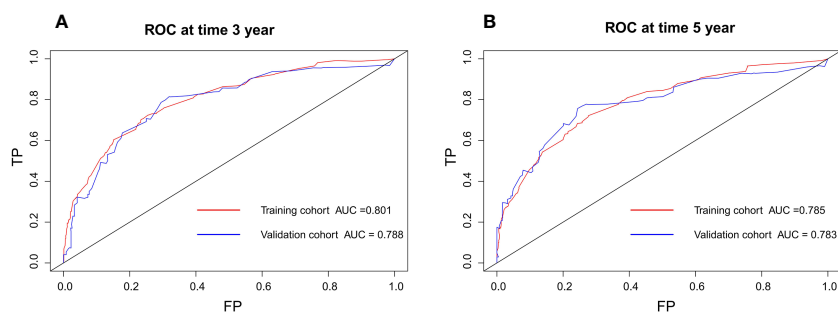 A
ROC at time 3 year
TP
1.0
0.8
0.6
0.4
0.2
0.0
Training cohort AUC =0.801
Validation cohort AUC = 0.788
0.0 0.2 0.4 0.6 0.8 1.0
FP
B
ROC at time 5 year
TP
1.0
0.8
0.6
0.4
0.2
0.0
Training cohort AUC =0.785
Validation cohort AUC = 0.783
0.0 0.2 0.4 0.6 0.8 1.0
FP